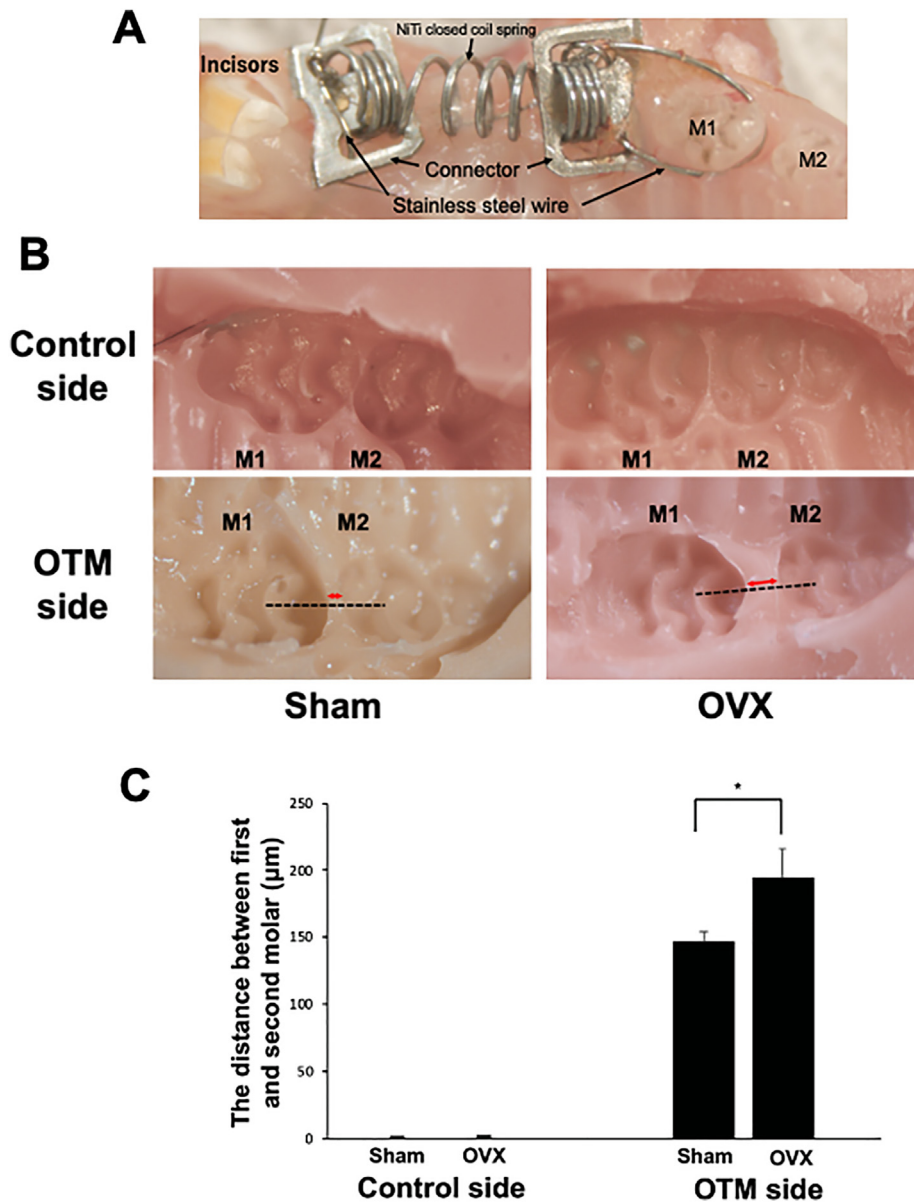 A
NiTi closed coil spring
Incisors
M1
M2
Connector
Stainless steel wire
B
Control
side
M1 M2
M1 M2
OTM
side
M1 M2
M1 M2
Sham OVX
C
The distance between first
and second molar (μm)
250
200
150
100
50
0
*
Sham OVX Sham OVX
Control side OTM side